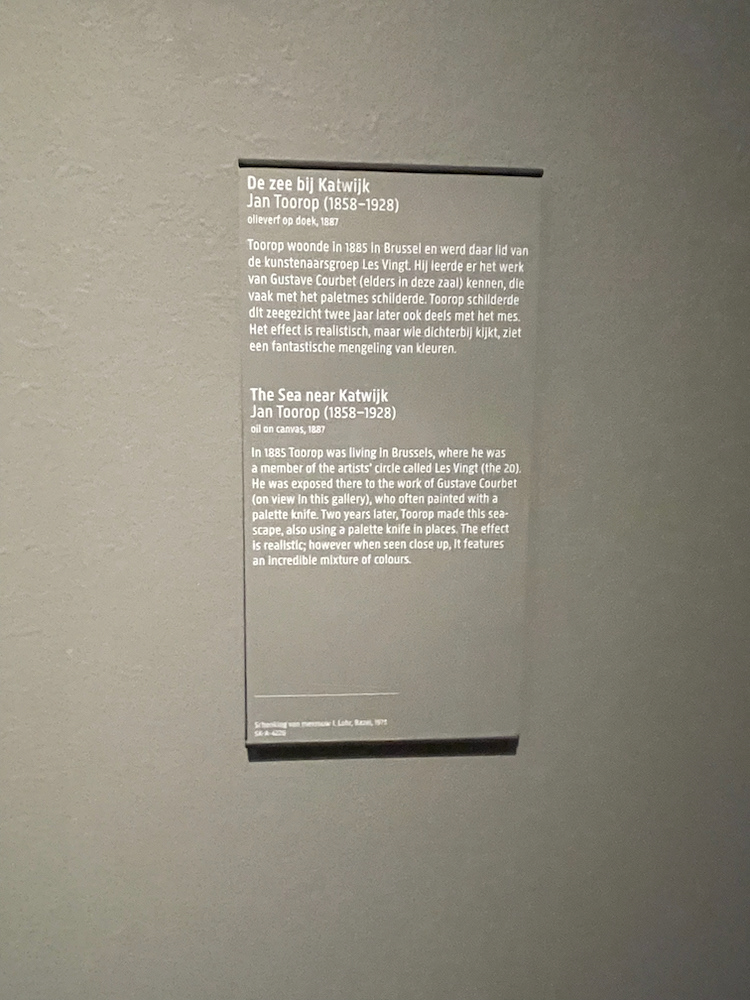 De zee bij Katwijk
Jan Toorop (1858–1928)
olieverf op doek, 1887
Toorop woonde in 1885 in Brussel en werd daar lid van
de kunstenaarsgroep Les Vingt. Hij leerde er het werk
van Gustave Courbet (elders in deze zaal) kennen, die
vaak met het paletmes schilderde. Toorop schilderde
dit zeegezicht twee jaar later ook deels met het mes.
Het effect is realistisch, maar wie dichterbij kijkt, ziet
een fantastische mengeling van kleuren.
The Sea near Katwijk
Jan Toorop (1858–1928)
oil on canvas, 1887
In 1885 Toorop was living in Brussels, where he was
a member of the artists' circle called Les Vingt (the 20).
He was exposed there to the work of Gustave Courbet
(on view in this gallery), who often painted with a
palette knife. Two years later, Toorop made this sea-
scape, also using a palette knife in places. The effect
is realistic; however when seen close up, it features
an incredible mixture of colours.
Schenking van mevrouw I. Lohr, Bazel,
SK-A-4228